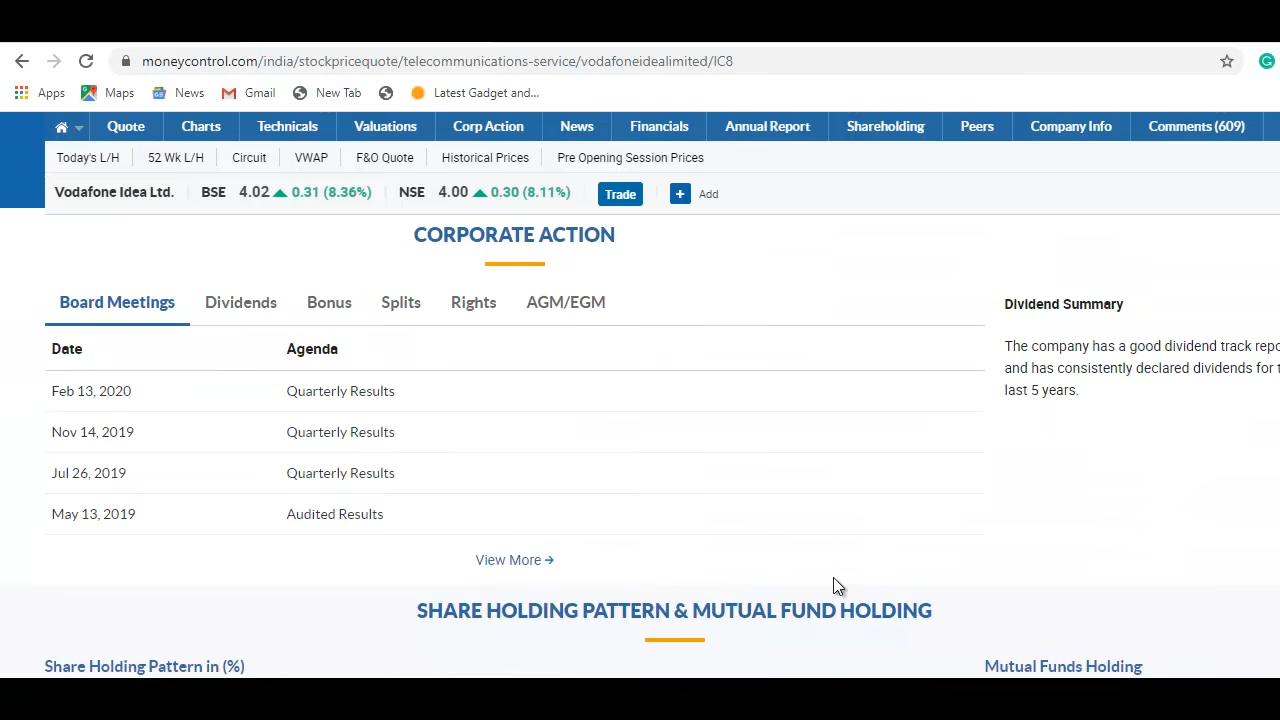 moneycontrol.com/india/stockpricequote/telecommunications-service/vodafoneidealimited/IC8
Apps Maps News Gmail New Tab Latest Gadget and...
Quote Charts Technicals Valuations Corp Action News Financials Annual Report Shareholding Peers Company Info Comments (609)
Today's L/H 52 Wk L/H Circuit VWAP F&O Quote Historical Prices Pre Opening Session Prices
Vodafone Idea Ltd. BSE 4.02 0.31 (8.36%) NSE 4.00 0.30 (8.11%) Trade + Add
CORPORATE ACTION
Board Meetings Dividends Bonus Splits Rights AGM/EGM
Date Agenda
Feb 13, 2020 Quarterly Results
Nov 14, 2019 Quarterly Results
Jul 26, 2019 Quarterly Results
May 13, 2019 Audited Results
View More →
Dividend Summary
The company has a good dividend track repo
and has consistently declared dividends for t
last 5 years.
SHARE HOLDING PATTERN & MUTUAL FUND HOLDING
Share Holding Pattern in (%) Mutual Funds Holding